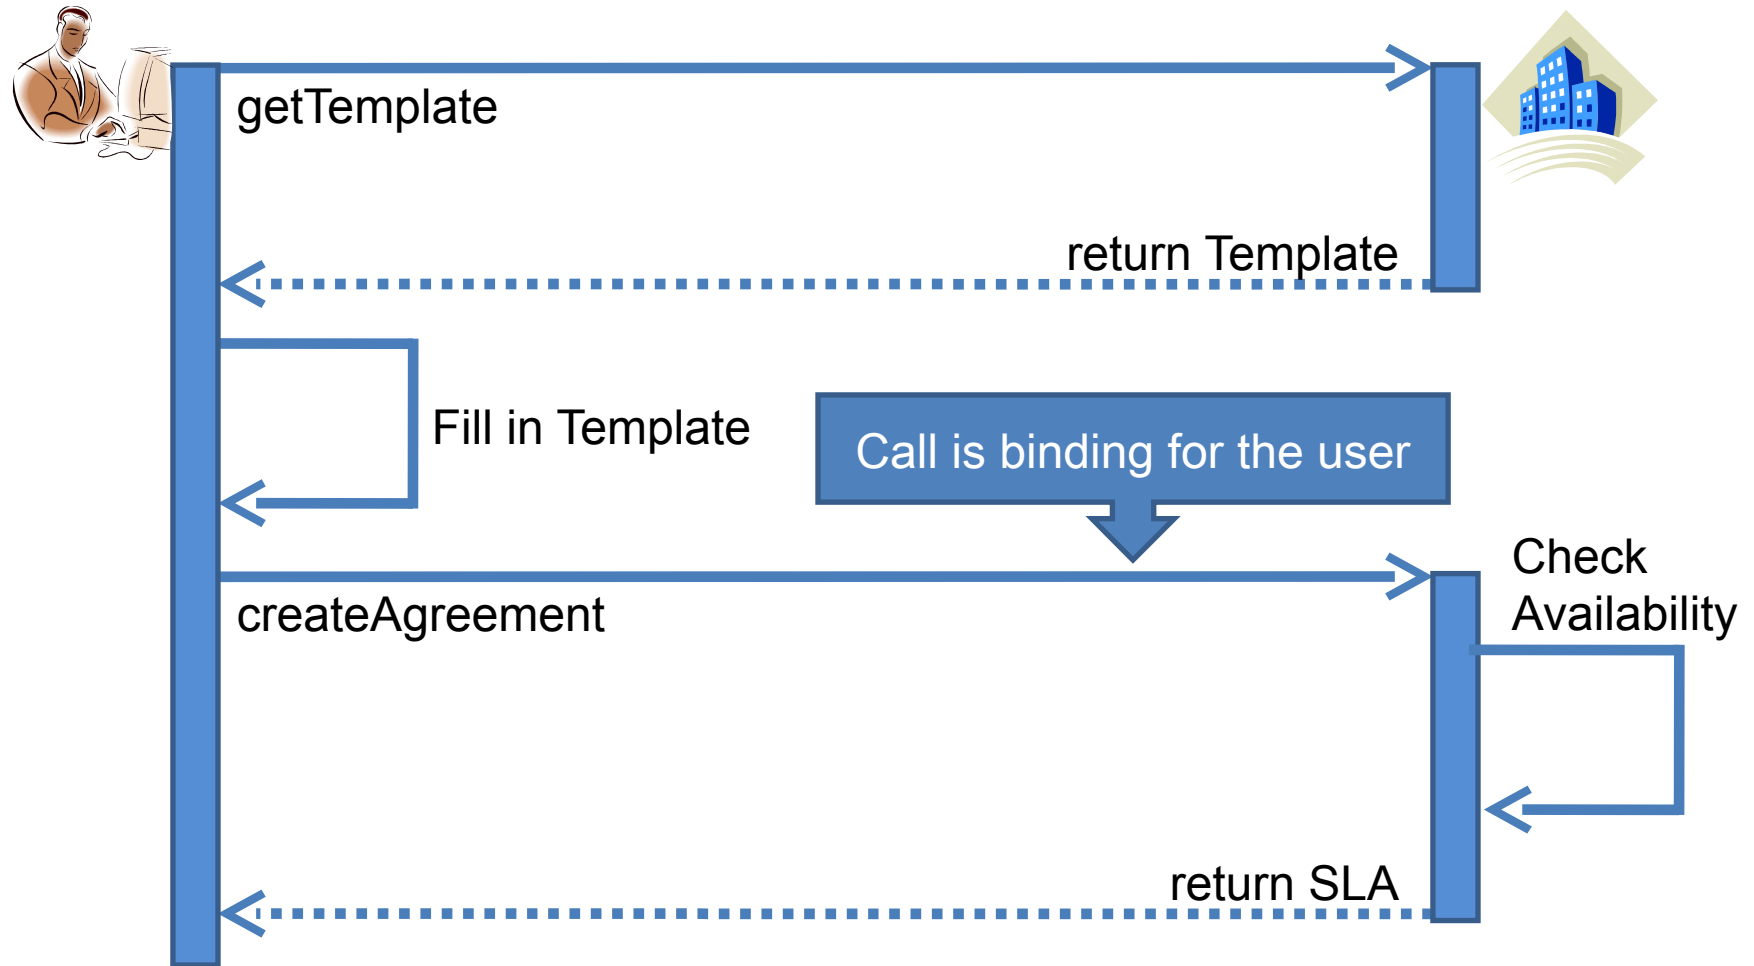 getTemplate
return Template
Fill in Template
Call is binding for the user
Check
Availability
createAgreement
return SLA